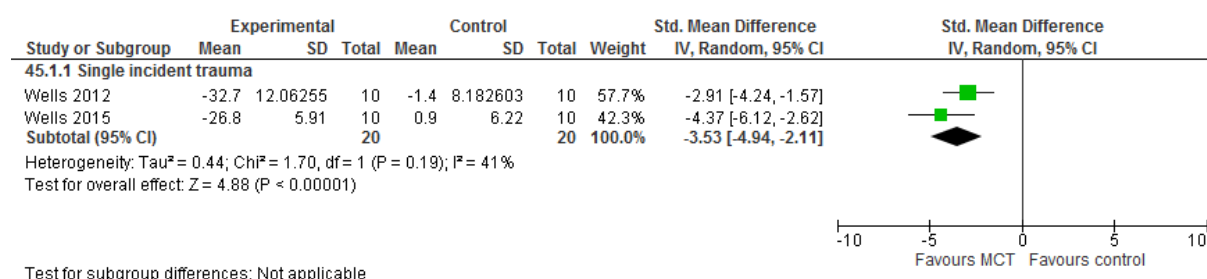 Experimental Control Std. Mean Difference Std. Mean Difference
Study or Subgroup Mean SD Total Mean SD Total Weight IV, Random, 95% CI IV, Random, 95% CI
45.1.1 Single incident trauma
Wells 2012 -32.7 12.06255 10 -1.4 8.182603 10 57.7% -2.91 [-4.24, -1.57]
Wells 2015 -26.8 5.91 10 0.9 6.22 10 42.3% -4.37 [-6.12, -2.62]
Subtotal (95% CI) 20 20 100.0% -3.53 [-4.94, -2.11]
Heterogeneity: Tau² = 0.44; Chi² = 1.70, df = 1 (P = 0.19); I² = 41%
Test for overall effect: Z = 4.88 (P < 0.00001)
-10 -5 0 5 10
Favours MCT Favours control
Test for subgroup differences: Not applicable